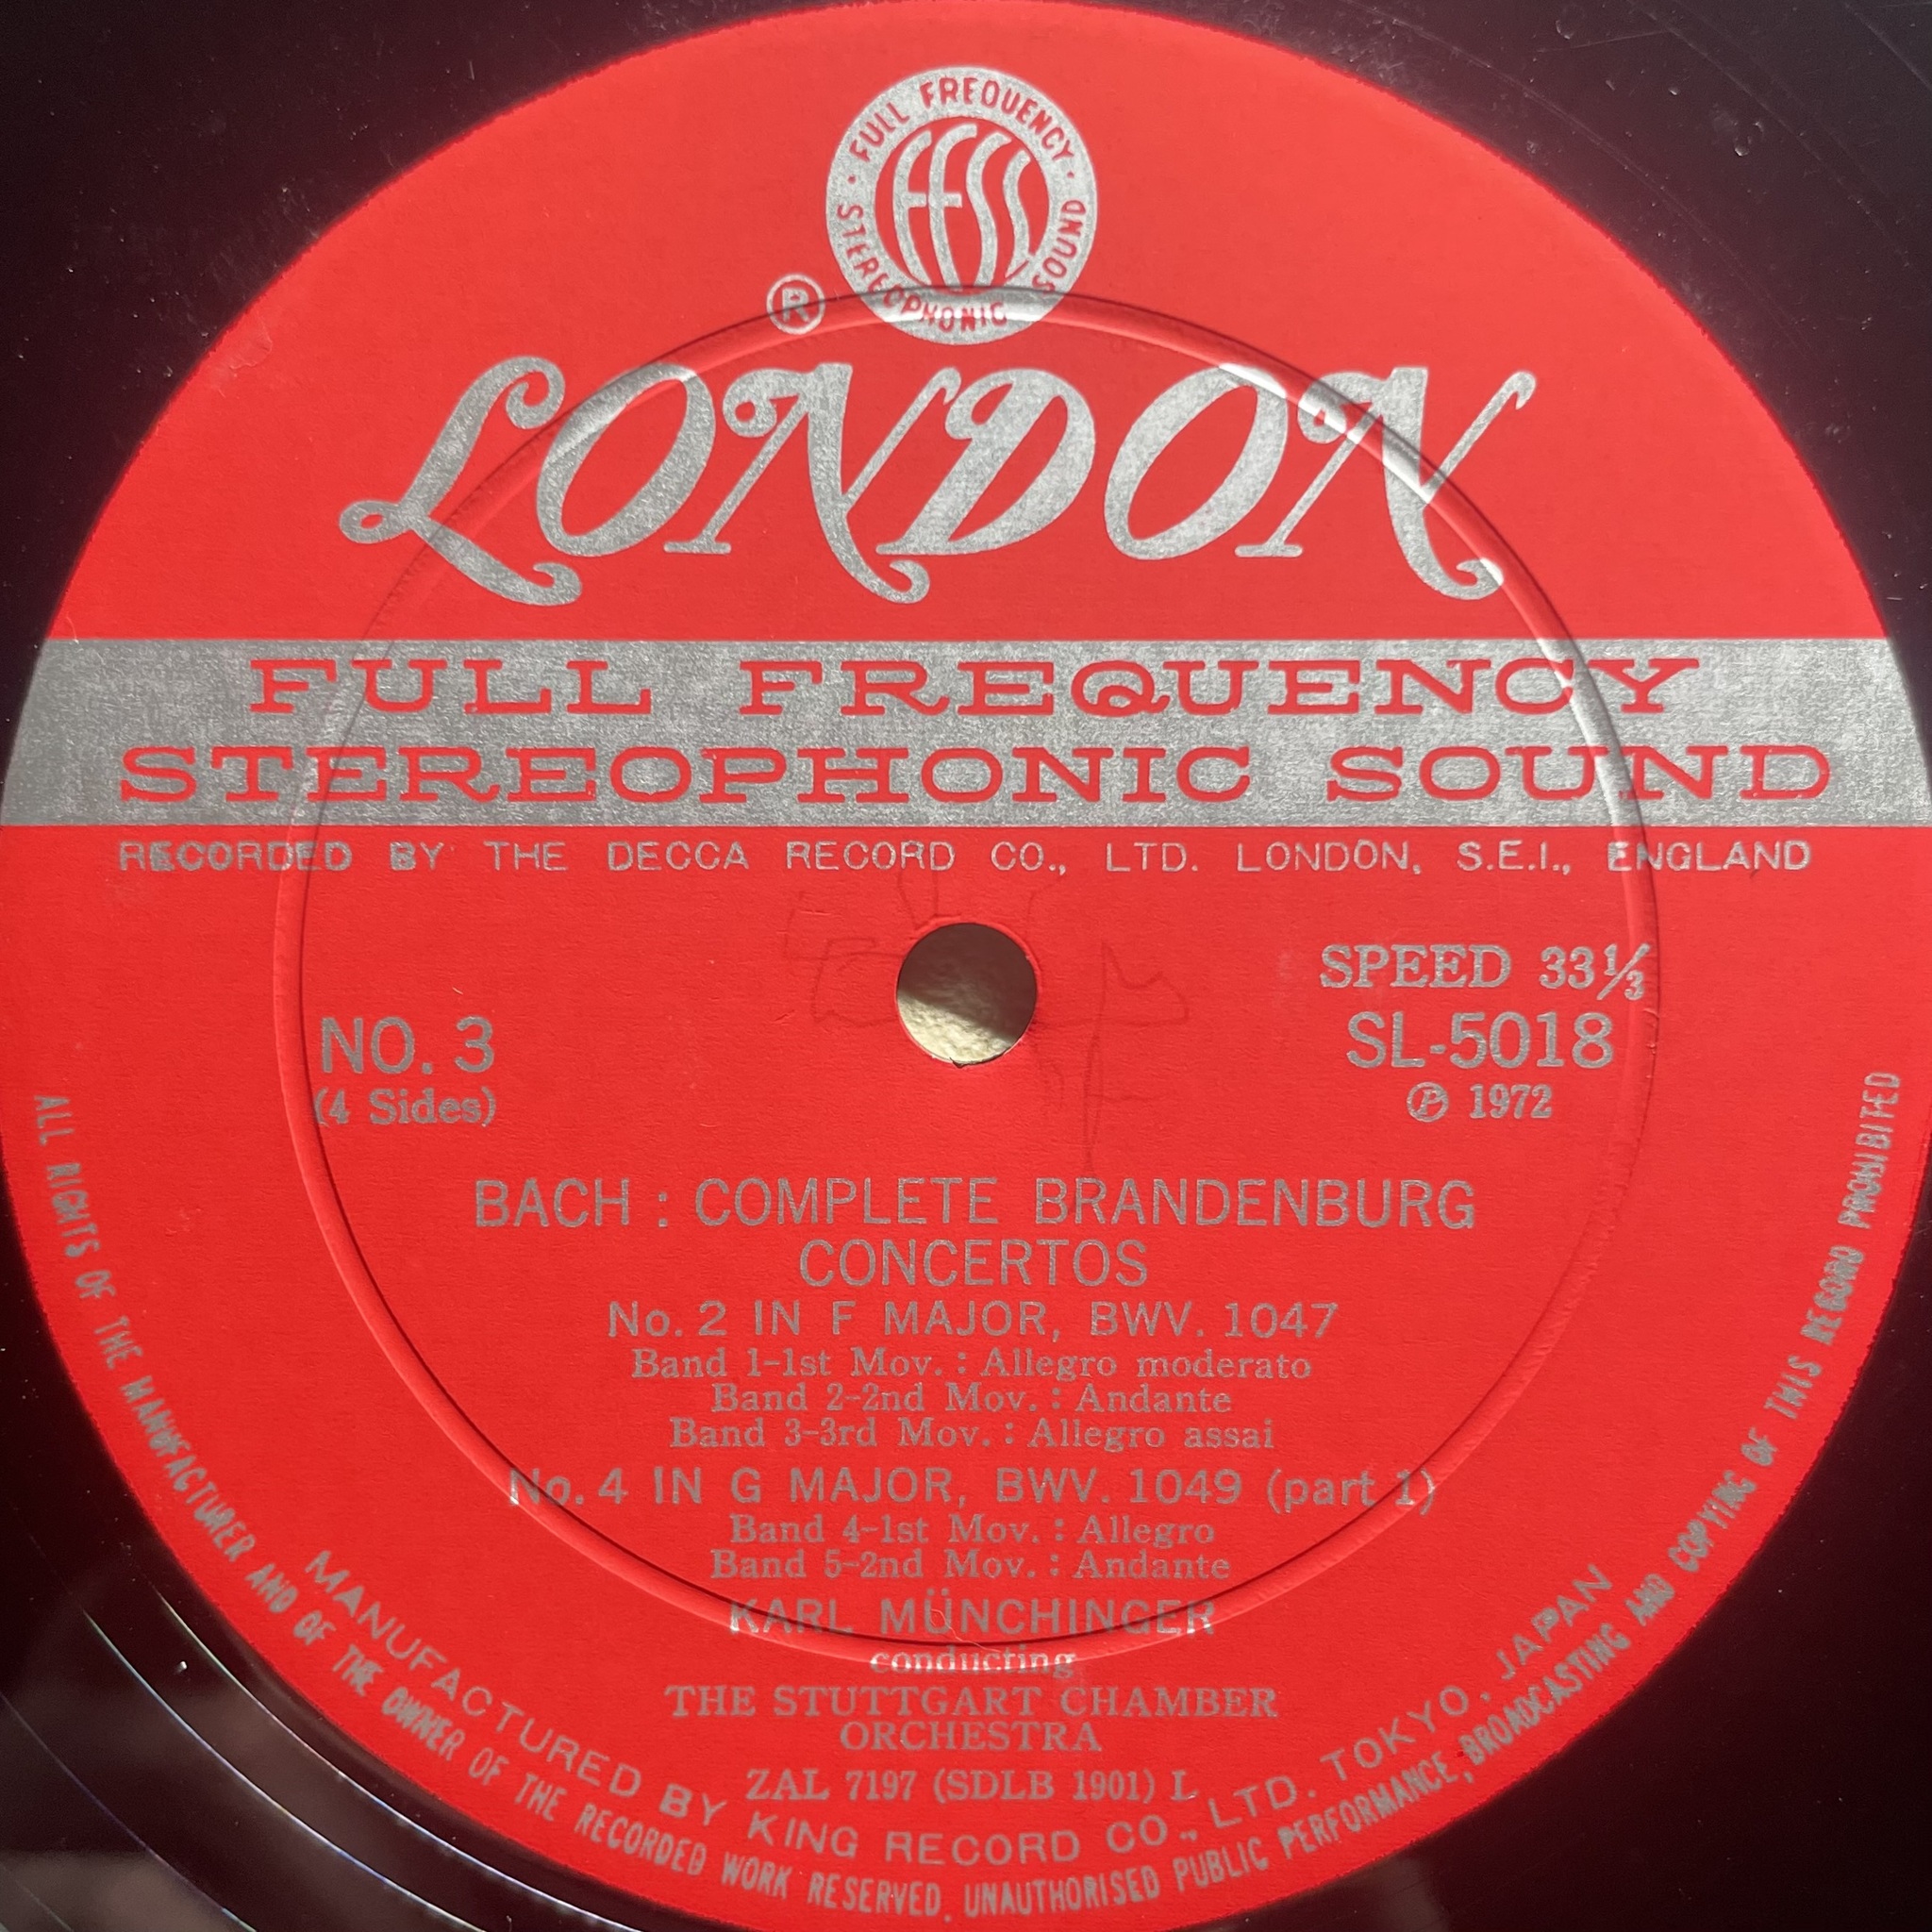 · FULL FREQUENCY ·
STEREOPHONIC SOUND
FFSS
®
LONDON
FULL FREQUENCY
STEREOPHONIC SOUND
RECORDED BY THE DECCA RECORD CO., LTD. LONDON, S.E.I., ENGLAND
SPEED 33⅓
NO. 3
SL-5018
(4 Sides)
℗ 1972
BACH : COMPLETE BRANDENBURG
CONCERTOS
No. 2 IN F MAJOR, BWV. 1047
Band 1-1st Mov. : Allegro moderato
Band 2-2nd Mov. : Andante
Band 3-3rd Mov. : Allegro assai
No. 4 IN G MAJOR, BWV. 1049 (part 1)
Band 4-1st Mov. : Allegro
Band 5-2nd Mov. : Andante
KARL MÜNCHINGER
conducting
THE STUTTGART CHAMBER
ORCHESTRA
ZAL 7197 (SDLB 1901) L
MANUFACTURED BY KING RECORD CO., LTD. TOKYO, JAPAN
ALL RIGHTS OF THE MANUFACTURER AND OF THE OWNER OF THE RECORDED WORK RESERVED. UNAUTHORISED PUBLIC PERFORMANCE, BROADCASTING AND COPYING OF THIS RECORD PROHIBITED